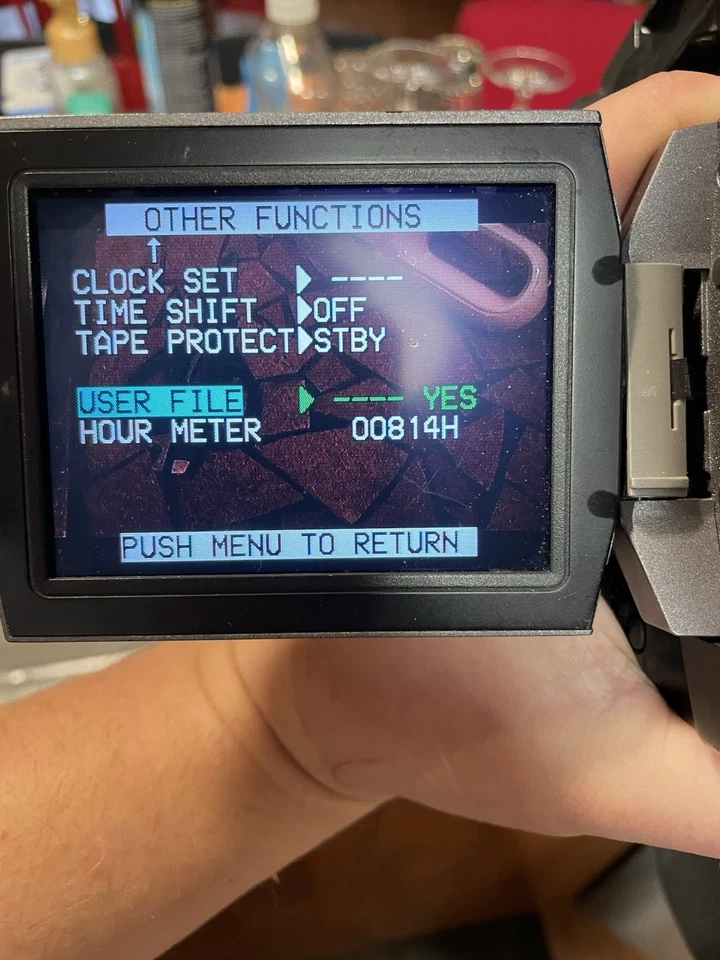 OTHER FUNCTIONS
↑
CLOCK SET ▶ ----
TIME SHIFT ▶OFF
TAPE PROTECT▶STBY
USER FILE ▶ ---- YES
HOUR METER 00814H
PUSH MENU TO RETURN